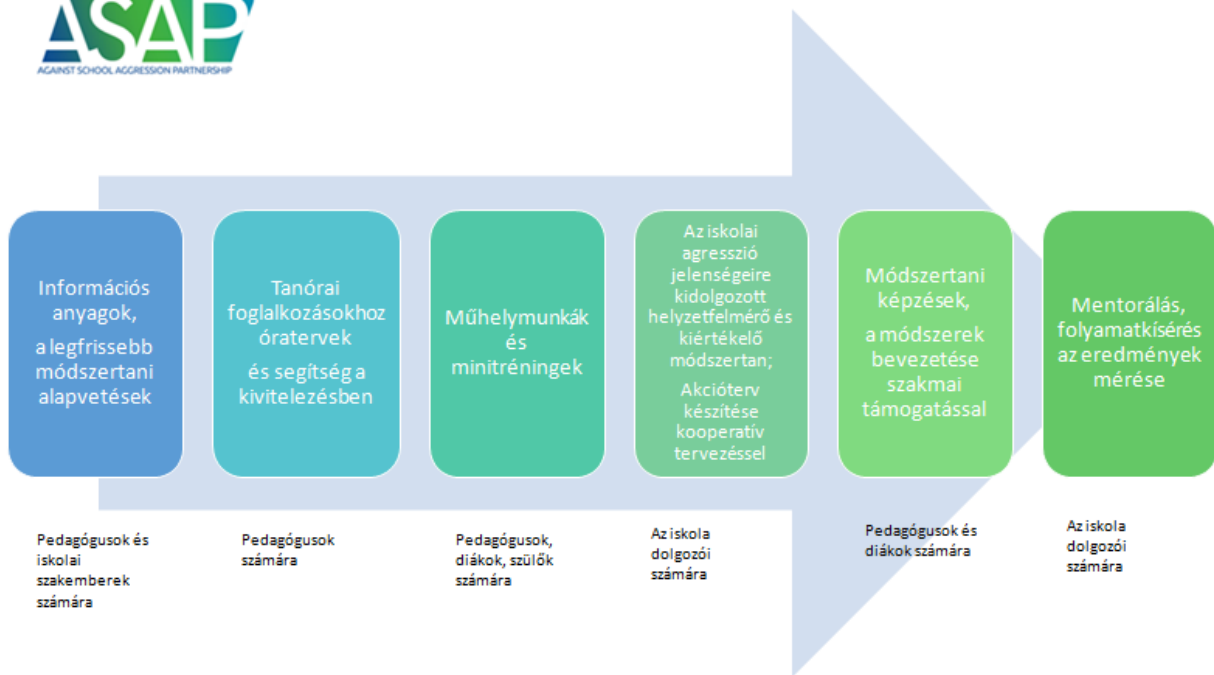 ASAP
AGAINST SCHOOL AGGRESSION PARTNERSHIP
Információs
anyagok,
a legfrissebb
módszertani
alapvetések
Tanórai
foglalkozásokhoz
óratervek
és segítség a
kivitelezésben
Műhelymunkák
és
minitréningek
Az iskolai
agresszió
jelenségeire
kidolgozott
helyzetfelmérő és
kiértékelő
módszertan;
Akcióterv
készítése
kooperatív
tervezéssel
Módszertani
képzések,
a módszerek
bevezetése
szakmai
támogatással
Mentorálás,
folyamatkísérés
az eredmények
mérése
Pedagógusok és
iskolai
szakemberek
számára
Pedagógusok
számára
Pedagógusok,
diákok, szülők
számára
Az iskola
dolgozói
számára
Pedagógusok és
diákok számára
Az iskola
dolgozói
számára